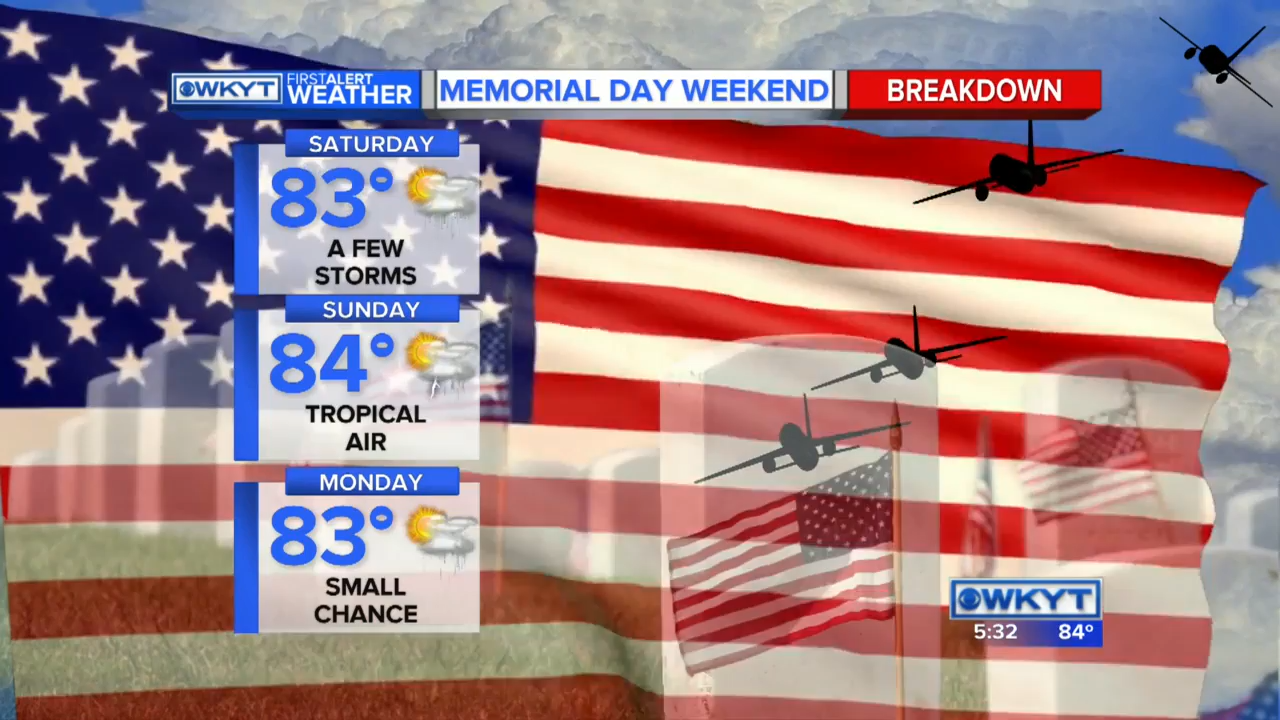 WKYT FIRST ALERT WEATHER
MEMORIAL DAY WEEKEND
BREAKDOWN
SATURDAY
83°
A FEW
STORMS
SUNDAY
84°
TROPICAL
AIR
MONDAY
83°
SMALL
CHANCE
WKYT
5:32 84°